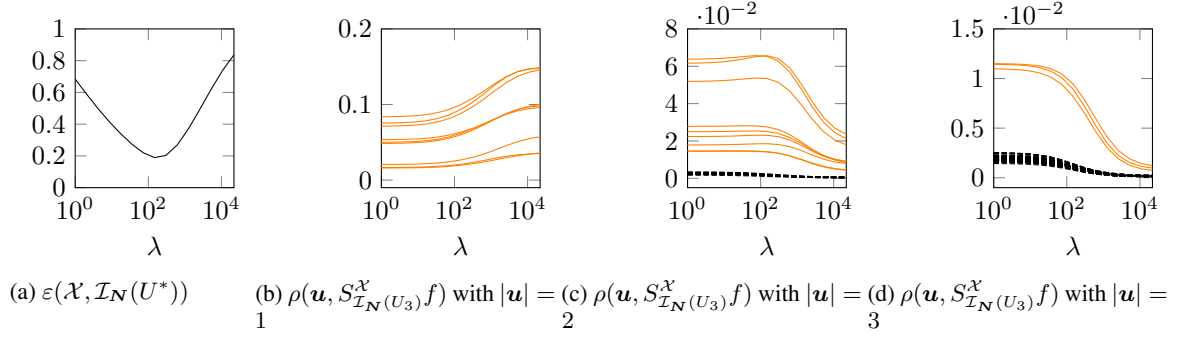 1
0.8
0.6
0.4
0.2
0
10^0 10^2 10^4
λ
0.2
0.1
0
10^0 10^2 10^4
λ
·10^−2
8
6
4
2
0
10^0 10^2 10^4
λ
·10^−2
1.5
1
0.5
0
10^0 10^2 10^4
λ
(a) ε(𝒳, ℐ_𝑵(U*))
(b) ρ(𝒖, S^𝒳_{ℐ_𝑵(U_3)} f) with |𝒖| =
1
(c) ρ(𝒖, S^𝒳_{ℐ_𝑵(U_3)} f) with |𝒖| =
2
(d) ρ(𝒖, S^𝒳_{ℐ_𝑵(U_3)} f) with |𝒖| =
3